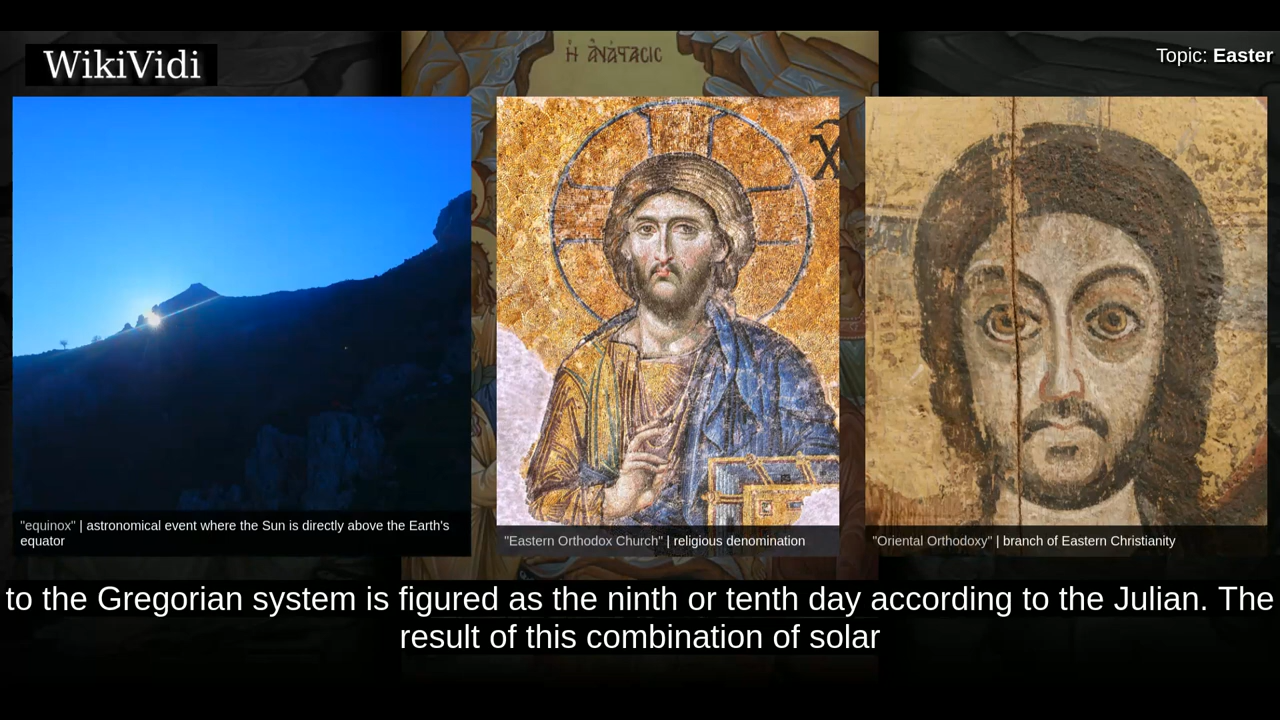 Ἡ ἈΝΆΣΤΑΣΙΣ
WikiVidi
Topic: Easter
"equinox" | astronomical event where the Sun is directly above the Earth's
equator
"Eastern Orthodox Church" | religious denomination
"Oriental Orthodoxy" | branch of Eastern Christianity
to the Gregorian system is figured as the ninth or tenth day according to the Julian. The
result of this combination of solar